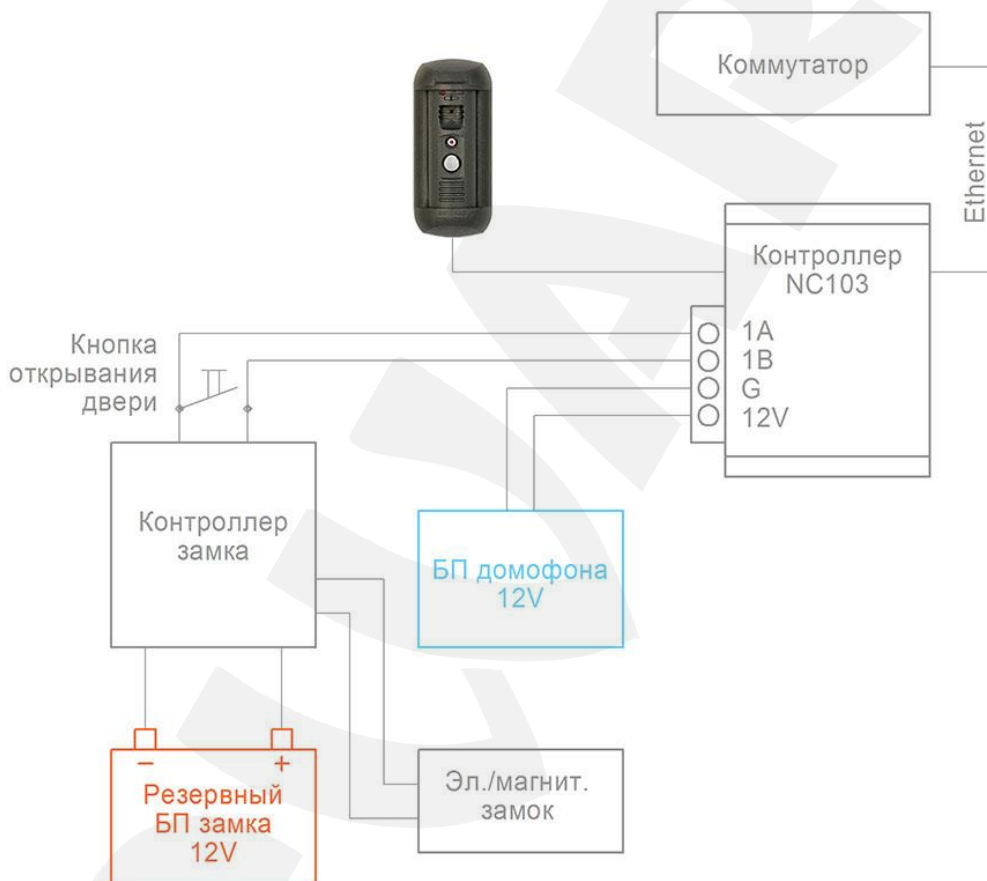 Коммутатор
Ethernet
Контроллер
NC103
1A
1B
G
12V
Кнопка
открывания
двери
Контроллер
замка
БП домофона
12V
−
+
Резервный
БП замка
12V
Эл./магнит.
замок